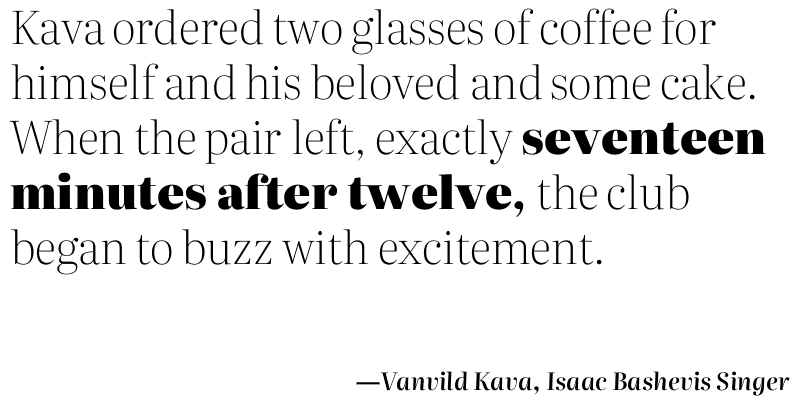 Kava ordered two glasses of coffee for
himself and his beloved and some cake.
When the pair left, exactly seventeen
minutes after twelve, the club
began to buzz with excitement.
—Vanvild Kava, Isaac Bashevis Singer